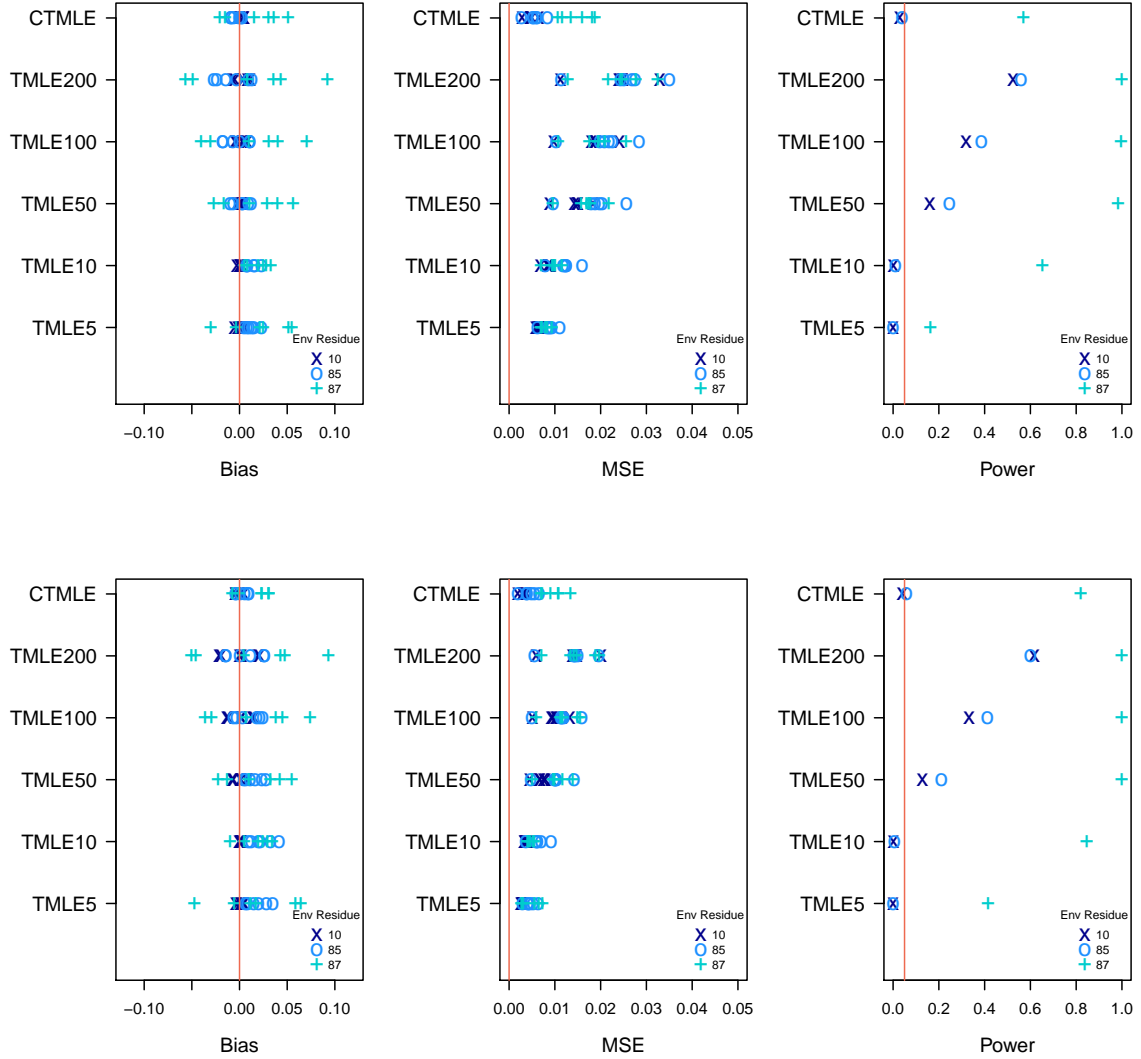 CTMLE
TMLE200
TMLE100
TMLE50
TMLE10
TMLE5
Env Residue
X 10
O 85
+ 87
−0.10 0.00 0.05 0.10
Bias
CTMLE
TMLE200
TMLE100
TMLE50
TMLE10
TMLE5
Env Residue
X 10
O 85
+ 87
0.00 0.01 0.02 0.03 0.04 0.05
MSE
CTMLE
TMLE200
TMLE100
TMLE50
TMLE10
TMLE5
Env Residue
X 10
O 85
+ 87
0.0 0.2 0.4 0.6 0.8 1.0
Power
CTMLE
TMLE200
TMLE100
TMLE50
TMLE10
TMLE5
Env Residue
X 10
O 85
+ 87
−0.10 0.00 0.05 0.10
Bias
CTMLE
TMLE200
TMLE100
TMLE50
TMLE10
TMLE5
Env Residue
X 10
O 85
+ 87
0.00 0.01 0.02 0.03 0.04 0.05
MSE
CTMLE
TMLE200
TMLE100
TMLE50
TMLE10
TMLE5
Env Residue
X 10
O 85
+ 87
0.0 0.2 0.4 0.6 0.8 1.0
Power